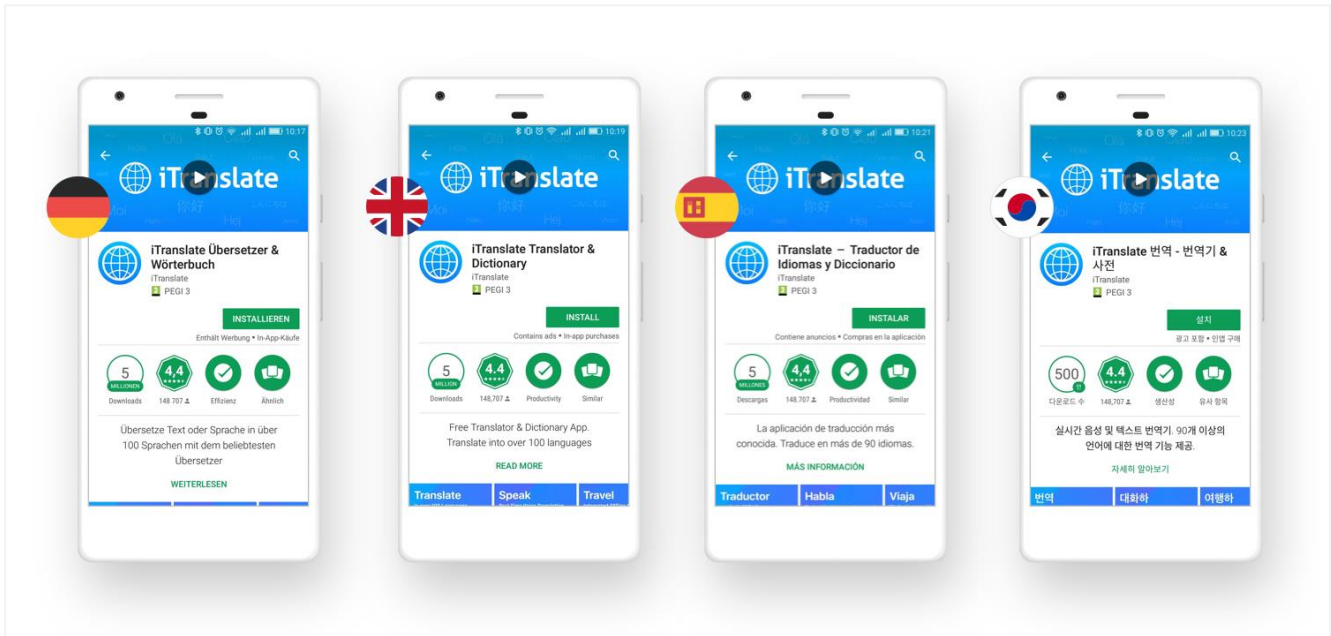 10:17
iTranslate
iTranslate Übersetzer &
Wörterbuch
iTranslate
3 PEGI 3
INSTALLIEREN
Enthält Werbung • In-App-Käufe
5
MILLIONEN
4,4
Downloads
148.707
Effizienz
Ähnlich
Übersetze Text oder Sprache in über
100 Sprachen mit dem beliebtesten
Übersetzer
WEITERLESEN
10:19
iTranslate
iTranslate Translator &
Dictionary
iTranslate
3 PEGI 3
INSTALL
Contains ads • In-app purchases
5
MILLION
4.4
Downloads
148,707
Productivity
Similar
Free Translator & Dictionary App.
Translate into over 100 languages
READ MORE
Translate
Speak
Travel
10:21
iTranslate
iTranslate – Traductor de
Idiomas y Diccionario
iTranslate
3 PEGI 3
INSTALAR
Contiene anuncios • Compras en la aplicación
5
MILLONES
4,4
Descargas
148.707
Productividad
Similar
La aplicación de traducción más
conocida. Traduce en más de 90 idiomas.
MÁS INFORMACIÓN
Traductor
Habla
Viaja
10:23
iTranslate
iTranslate 번역 - 번역기 &
사전
iTranslate
3 PEGI 3
설치
광고 포함 • 인앱 구매
500
만
4.4
다운로드 수
148,707
생산성
유사 항목
실시간 음성 및 텍스트 번역기. 90개 이상의
언어에 대한 번역 기능 제공.
자세히 알아보기
번역
대화하
여행하